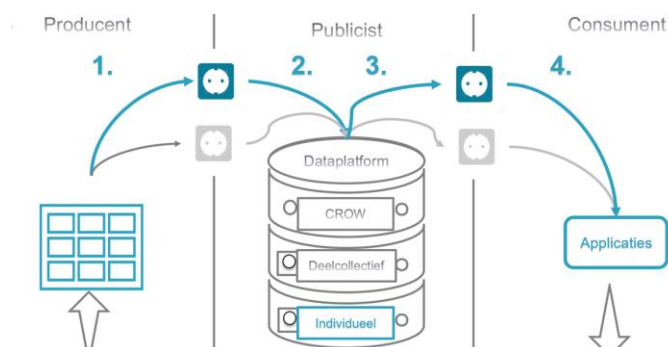 Producent
Publicist
Consument
1.
2.
3.
4.
Dataplatform
CROW
Deelcollectief
Applicaties
Individueel